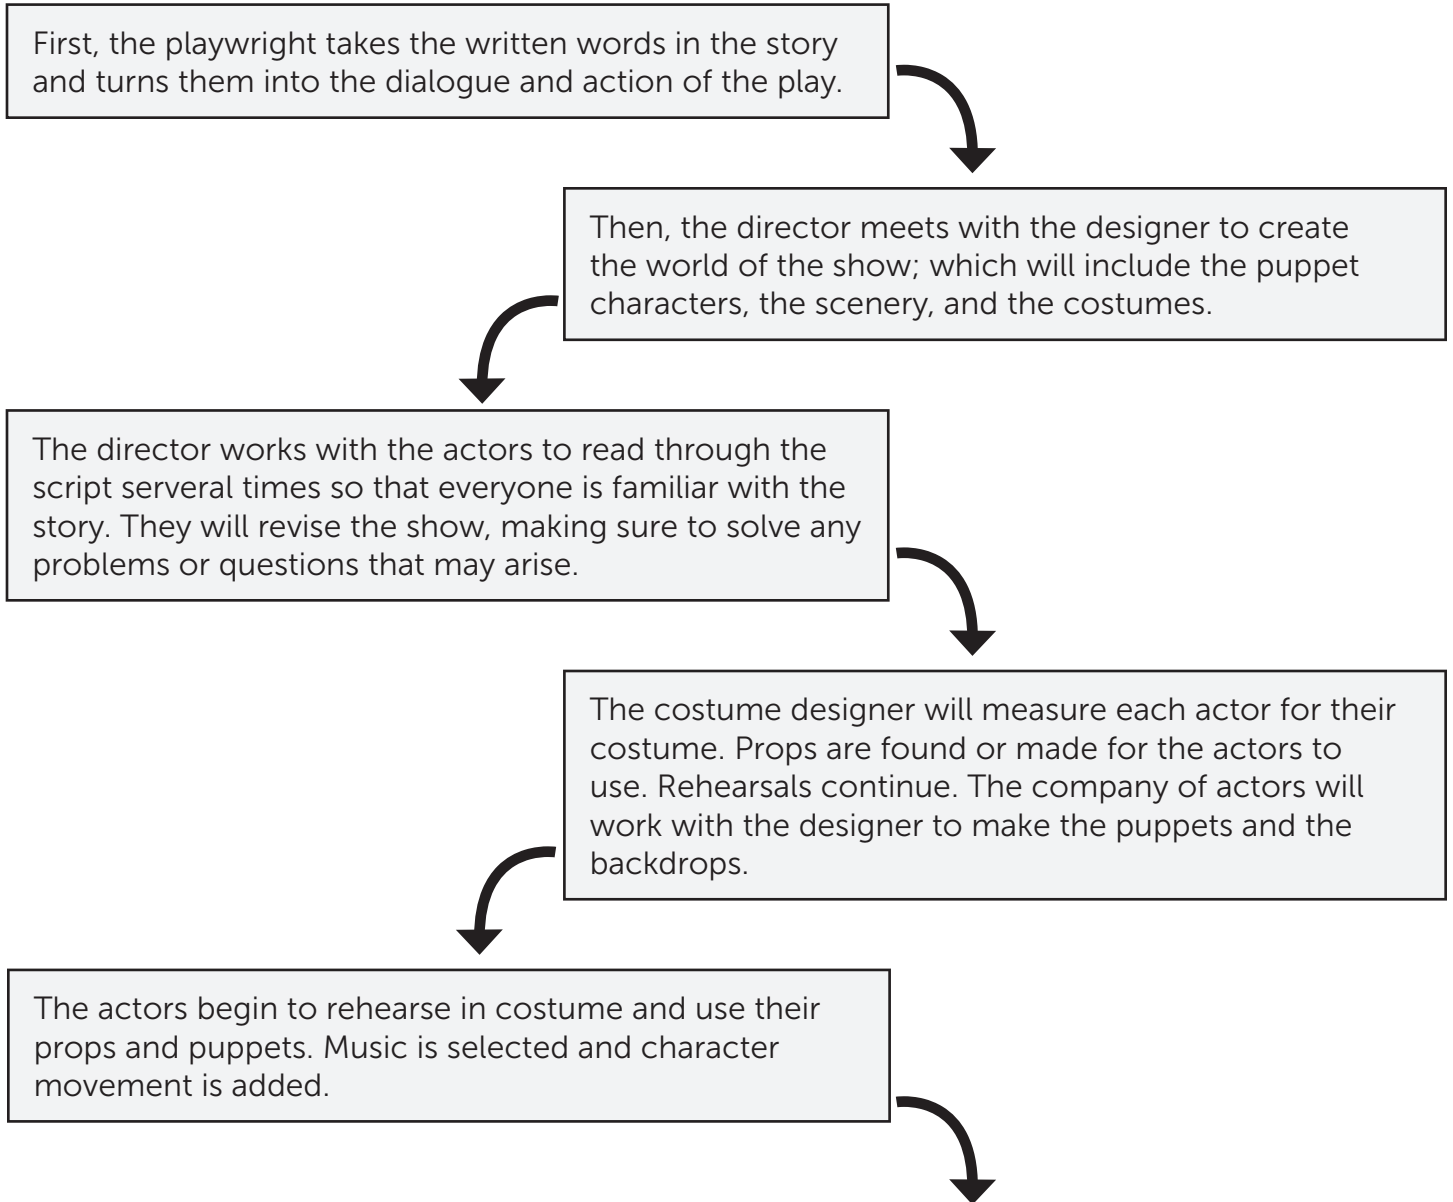 First, the playwright takes the written words in the story
and turns them into the dialogue and action of the play.
Then, the director meets with the designer to create
the world of the show; which will include the puppet
characters, the scenery, and the costumes.
The director works with the actors to read through the
script serveral times so that everyone is familiar with the
story. They will revise the show, making sure to solve any
problems or questions that may arise.
The costume designer will measure each actor for their
costume. Props are found or made for the actors to
use. Rehearsals continue. The company of actors will
work with the designer to make the puppets and the
backdrops.
The actors begin to rehearse in costume and use their
props and puppets. Music is selected and character
movement is added.